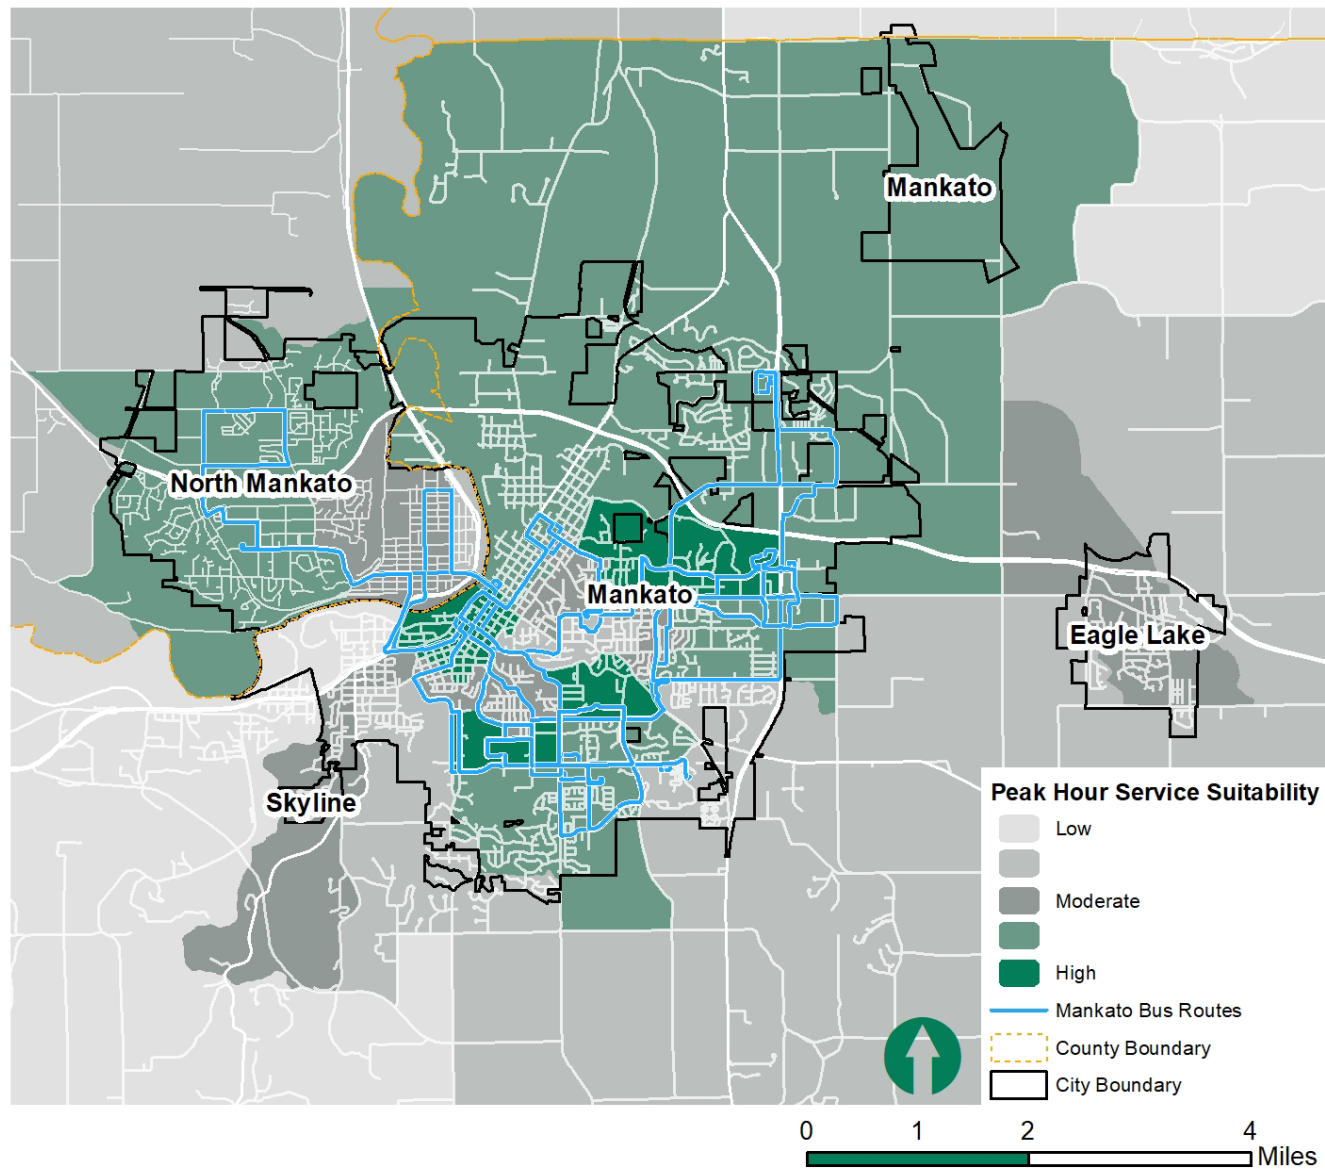 Mankato
North Mankato
Mankato
Eagle Lake
Skyline
Peak Hour Service Suitability
Low
Moderate
High
Mankato Bus Routes
County Boundary
City Boundary
0 1 2 4
Miles